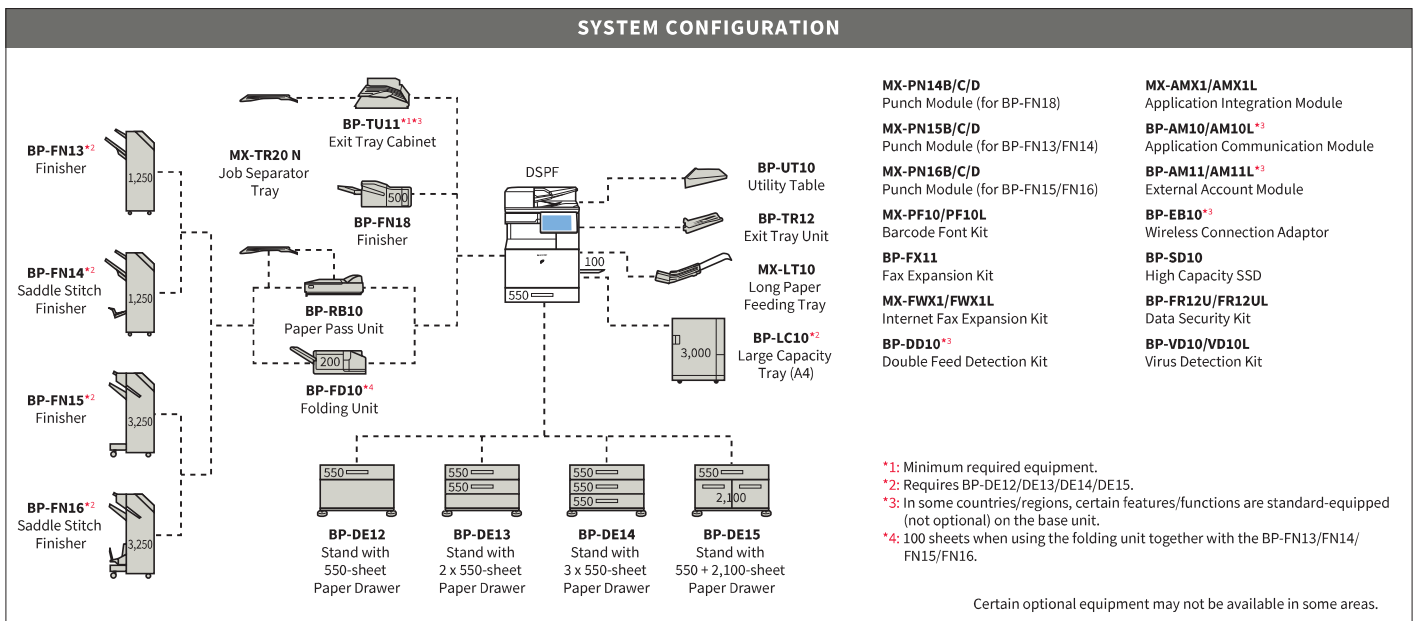 SYSTEM CONFIGURATION
BP-FN13*2
Finisher
1,250
BP-FN14*2
Saddle Stitch
Finisher
1,250
BP-FN15*2
Finisher
3,250
BP-FN16*2
Saddle Stitch
Finisher
3,250
MX-TR20 N
Job Separator
Tray
BP-TU11*1*3
Exit Tray Cabinet
500
BP-FN18
Finisher
BP-RB10
Paper Pass Unit
200
BP-FD10*4
Folding Unit
DSPF
100
550
BP-UT10
Utility Table
BP-TR12
Exit Tray Unit
MX-LT10
Long Paper
Feeding Tray
3,000
BP-LC10*2
Large Capacity
Tray (A4)
550
BP-DE12
Stand with
550-sheet
Paper Drawer
550
550
BP-DE13
Stand with
2 x 550-sheet
Paper Drawer
550
550
550
BP-DE14
Stand with
3 x 550-sheet
Paper Drawer
550
2,100
BP-DE15
Stand with
550 + 2,100-sheet
Paper Drawer
MX-PN14B/C/D
Punch Module (for BP-FN18)
MX-PN15B/C/D
Punch Module (for BP-FN13/FN14)
MX-PN16B/C/D
Punch Module (for BP-FN15/FN16)
MX-PF10/PF10L
Barcode Font Kit
BP-FX11
Fax Expansion Kit
MX-FWX1/FWX1L
Internet Fax Expansion Kit
BP-DD10*3
Double Feed Detection Kit
MX-AMX1/AMX1L
Application Integration Module
BP-AM10/AM10L*3
Application Communication Module
BP-AM11/AM11L*3
External Account Module
BP-EB10*3
Wireless Connection Adaptor
BP-SD10
High Capacity SSD
BP-FR12U/FR12UL
Data Security Kit
BP-VD10/VD10L
Virus Detection Kit
*1: Minimum required equipment.
*2: Requires BP-DE12/DE13/DE14/DE15.
*3: In some countries/regions, certain features/functions are standard-equipped
(not optional) on the base unit.
*4: 100 sheets when using the folding unit together with the BP-FN13/FN14/
FN15/FN16.
Certain optional equipment may not be available in some areas.